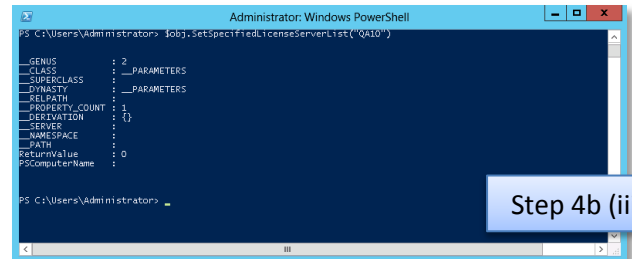 Administrator: Windows PowerShell
PS C:\Users\Administrator> $obj.SetSpecifiedLicenseServerList("QA10")
__GENUS : 2
__CLASS : __PARAMETERS
__SUPERCLASS :
__DYNASTY : __PARAMETERS
__RELPATH :
__PROPERTY_COUNT : 1
__DERIVATION : {}
__SERVER :
__NAMESPACE :
__PATH :
ReturnValue : 0
PSComputerName :
PS C:\Users\Administrator> _
Step 4b (ii